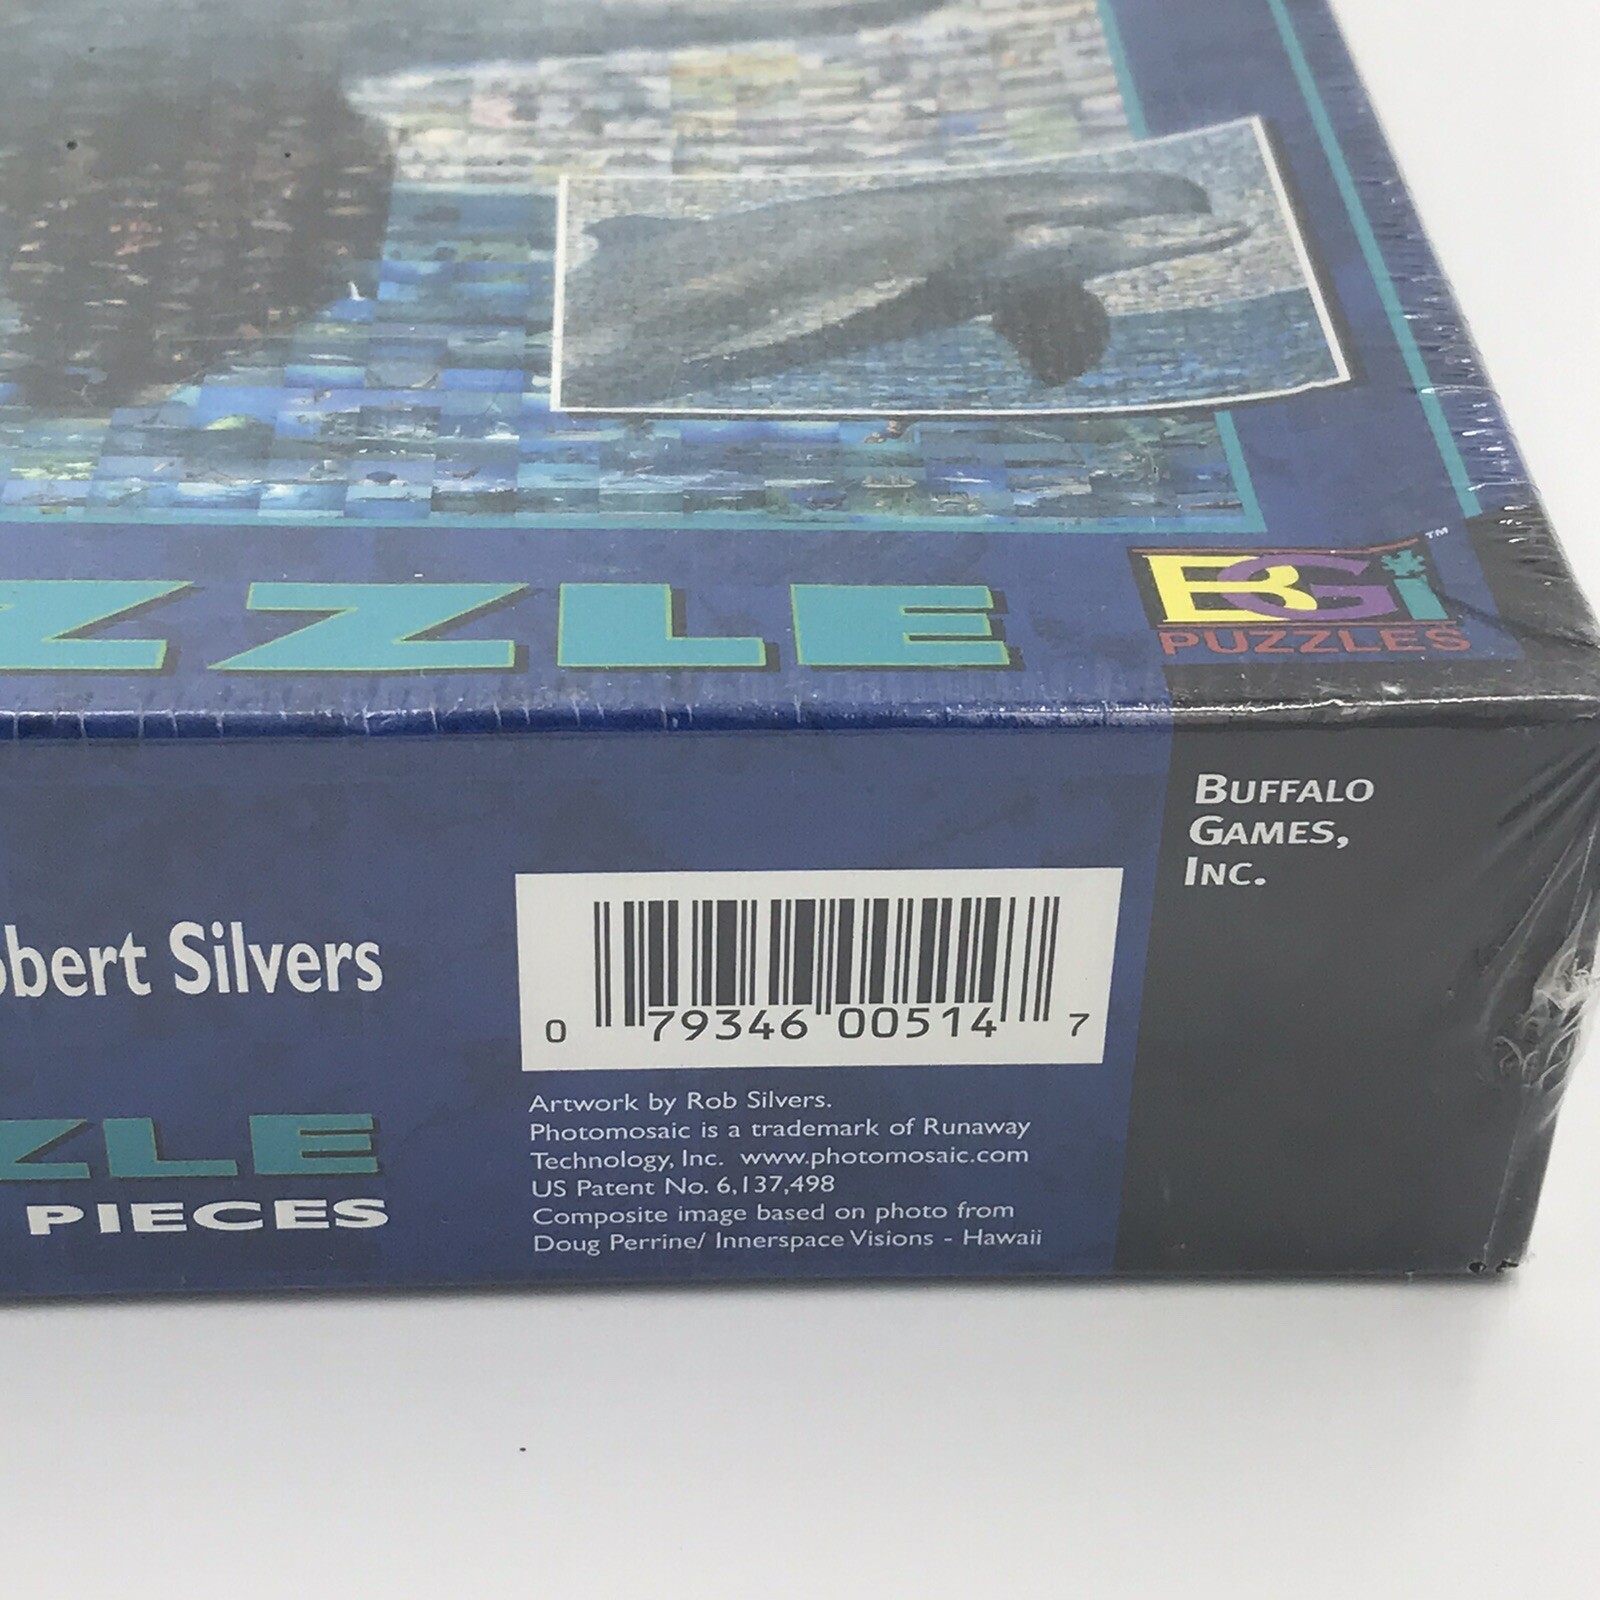 ZZLE
BGi™
PUZZLES
BUFFALO
GAMES,
INC.
obert Silvers
0 79346 00514 7
ZLE
PIECES
Artwork by Rob Silvers.
Photomosaic is a trademark of Runaway
Technology, Inc. www.photomosaic.com
US Patent No. 6,137,498
Composite image based on photo from
Doug Perrine/ Innerspace Visions - Hawaii